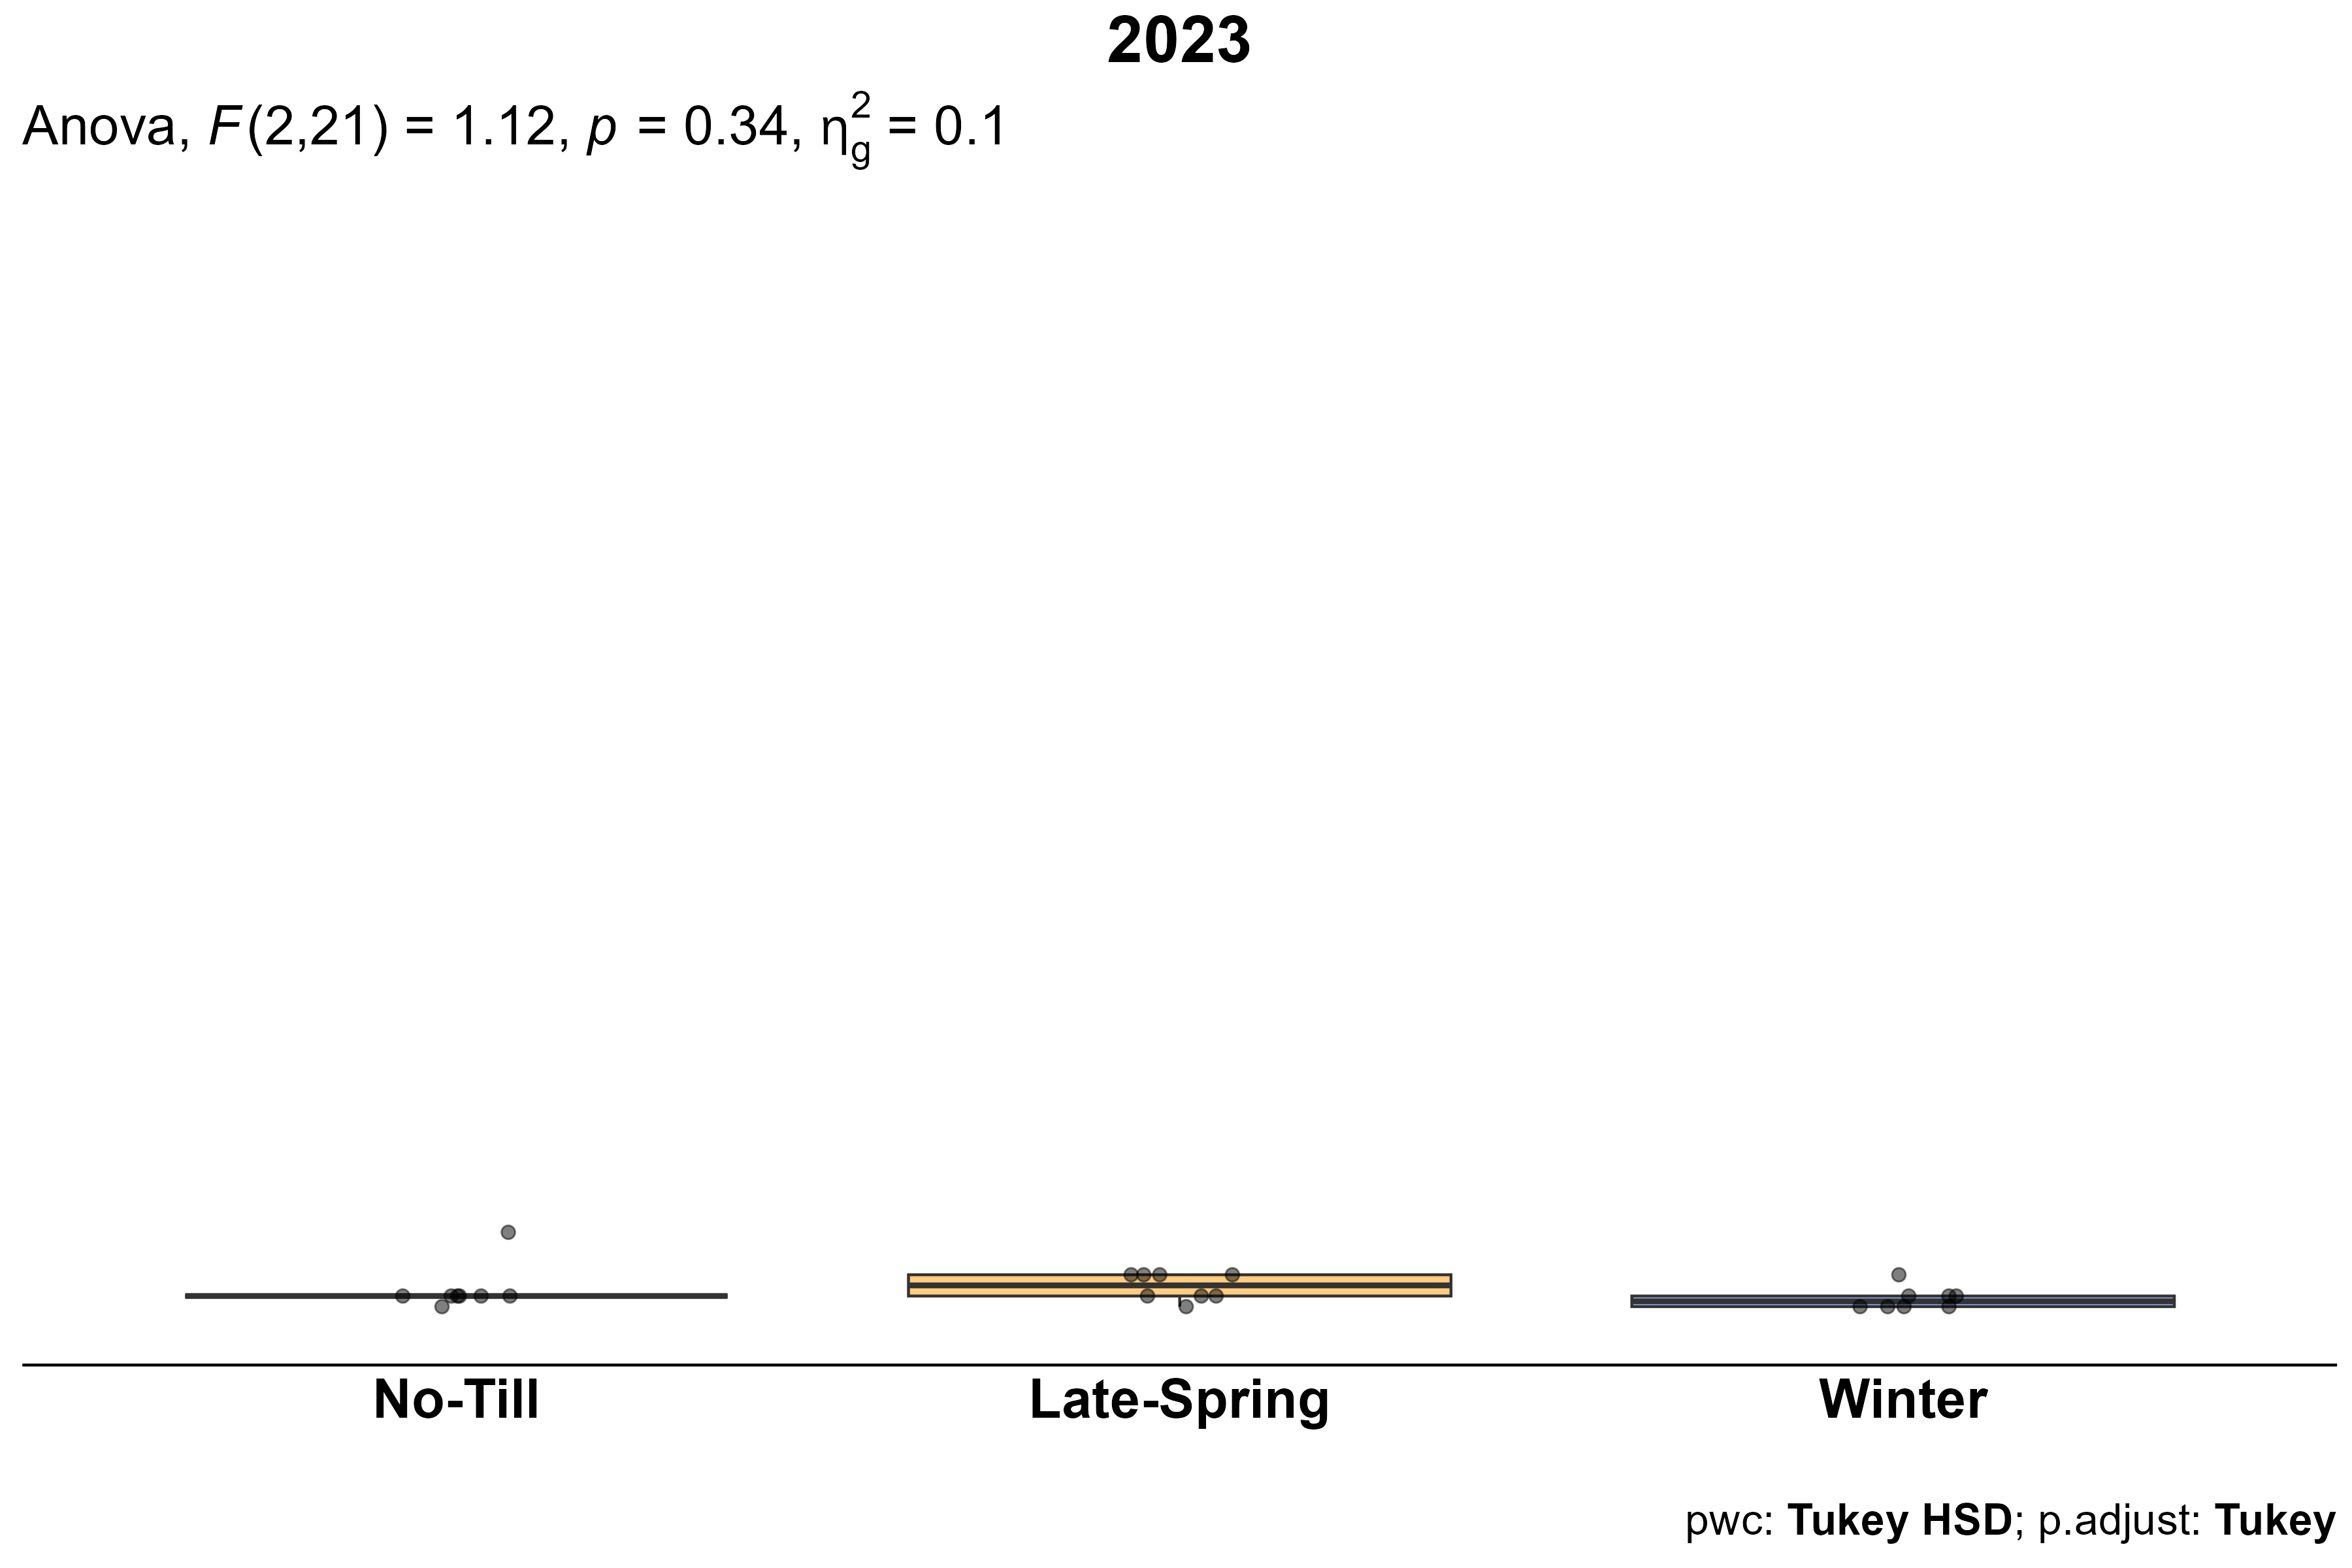 2023
Anova, F(2,21) = 1.12, p = 0.34, η²g = 0.1
No-Till Late-Spring Winter
pwc: Tukey HSD; p.adjust: Tukey